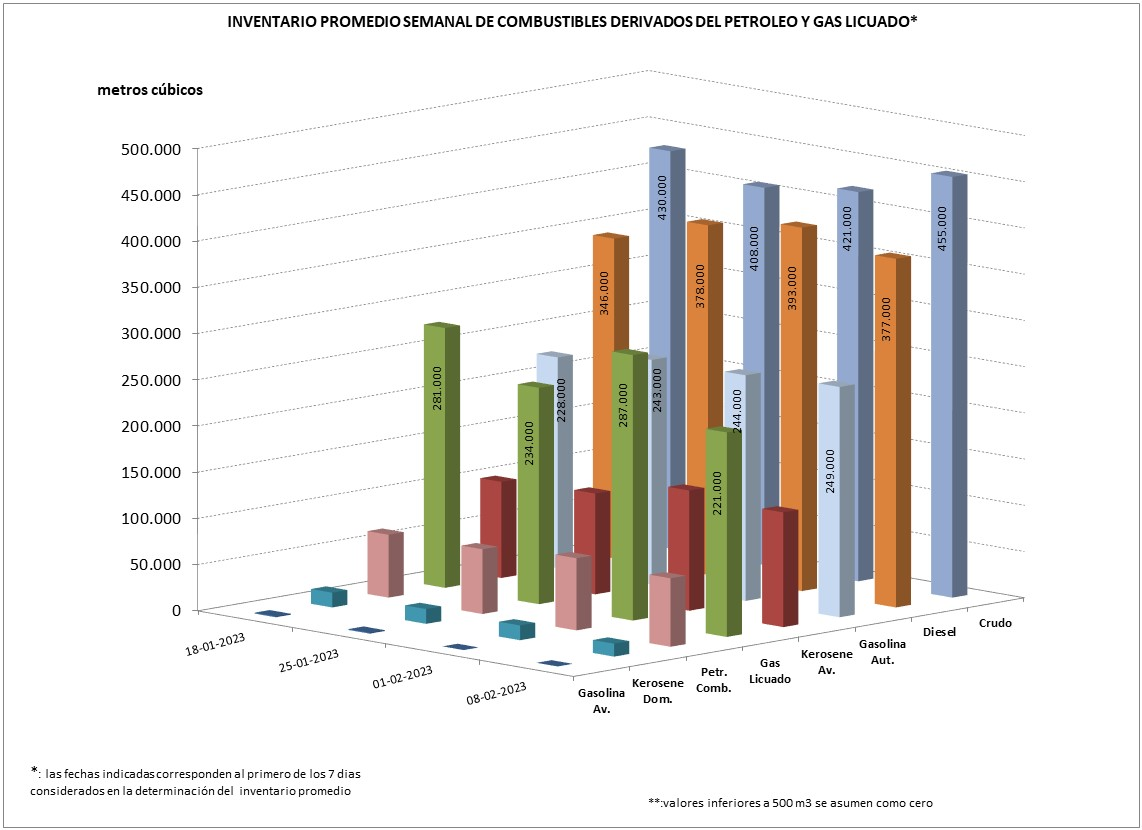 INVENTARIO PROMEDIO SEMANAL DE COMBUSTIBLES DERIVADOS DEL PETROLEO Y GAS LICUADO*
metros cúbicos
500.000
450.000
400.000
350.000
300.000
250.000
200.000
150.000
100.000
50.000
0
430.000
408.000
421.000
455.000
346.000
378.000
393.000
377.000
228.000
243.000
244.000
249.000
281.000
234.000
287.000
221.000
18-01-2023
25-01-2023
01-02-2023
08-02-2023
Gasolina
Av.
Kerosene
Dom.
Petr.
Comb.
Gas
Licuado
Kerosene
Av.
Gasolina
Aut.
Diesel
Crudo
*: las fechas indicadas corresponden al primero de los 7 dias
considerados en la determinación del inventario promedio
**:valores inferiores a 500 m3 se asumen como cero